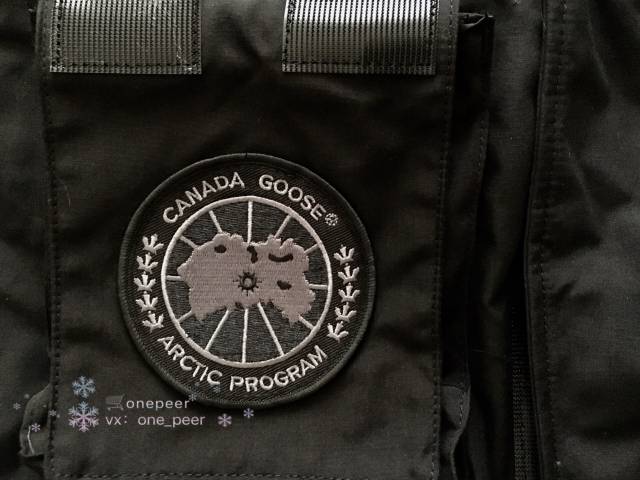 CANADA GOOSE®
ARCTIC PROGRAM
onepeer
vx: one_peer